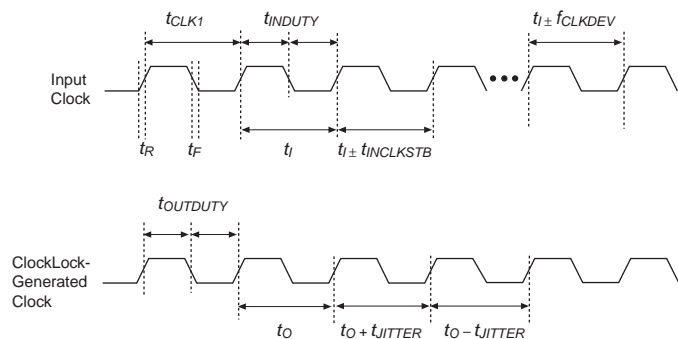 tCLK1 tINDUTY tI ± fCLKDEV
Input
Clock
tR tF tI tI ± tINCLKSTB
tOUTDUTY
ClockLock-
Generated
Clock
tO tO + tJITTER tO – tJITTER